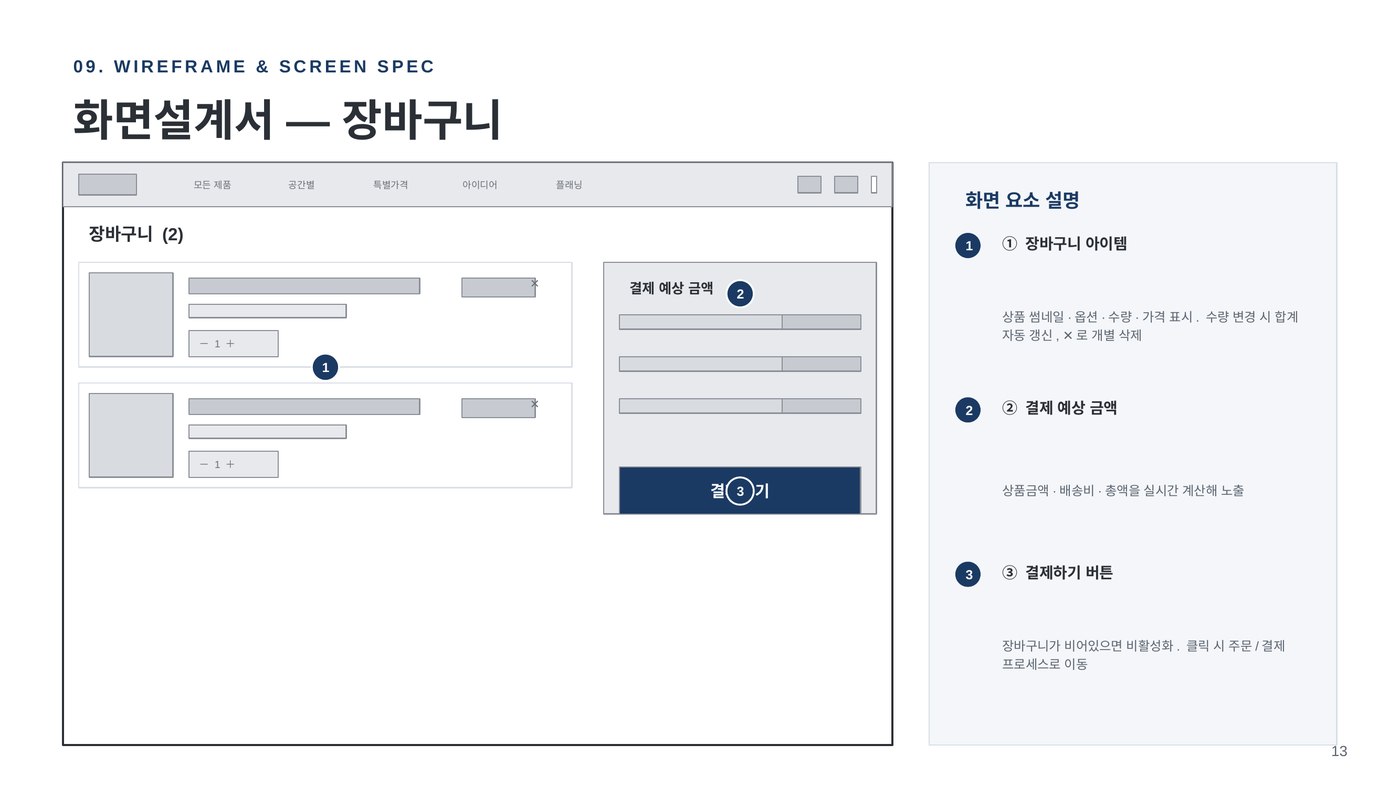 09. WIREFRAME & SCREEN SPEC
화면설계서 — 장바구니
모든 제품 공간별 특별가격 아이디어 플래닝
장바구니 (2)
×
− 1 +
1
×
− 1 +
결제 예상 금액 2
결 3 기
화면 요소 설명
1 ① 장바구니 아이템
상품 썸네일 · 옵션 · 수량 · 가격 표시 . 수량 변경 시 합계
자동 갱신 , × 로 개별 삭제
2 ② 결제 예상 금액
상품금액 · 배송비 · 총액을 실시간 계산해 노출
3 ③ 결제하기 버튼
장바구니가 비어있으면 비활성화 . 클릭 시 주문 / 결제
프로세스로 이동
13